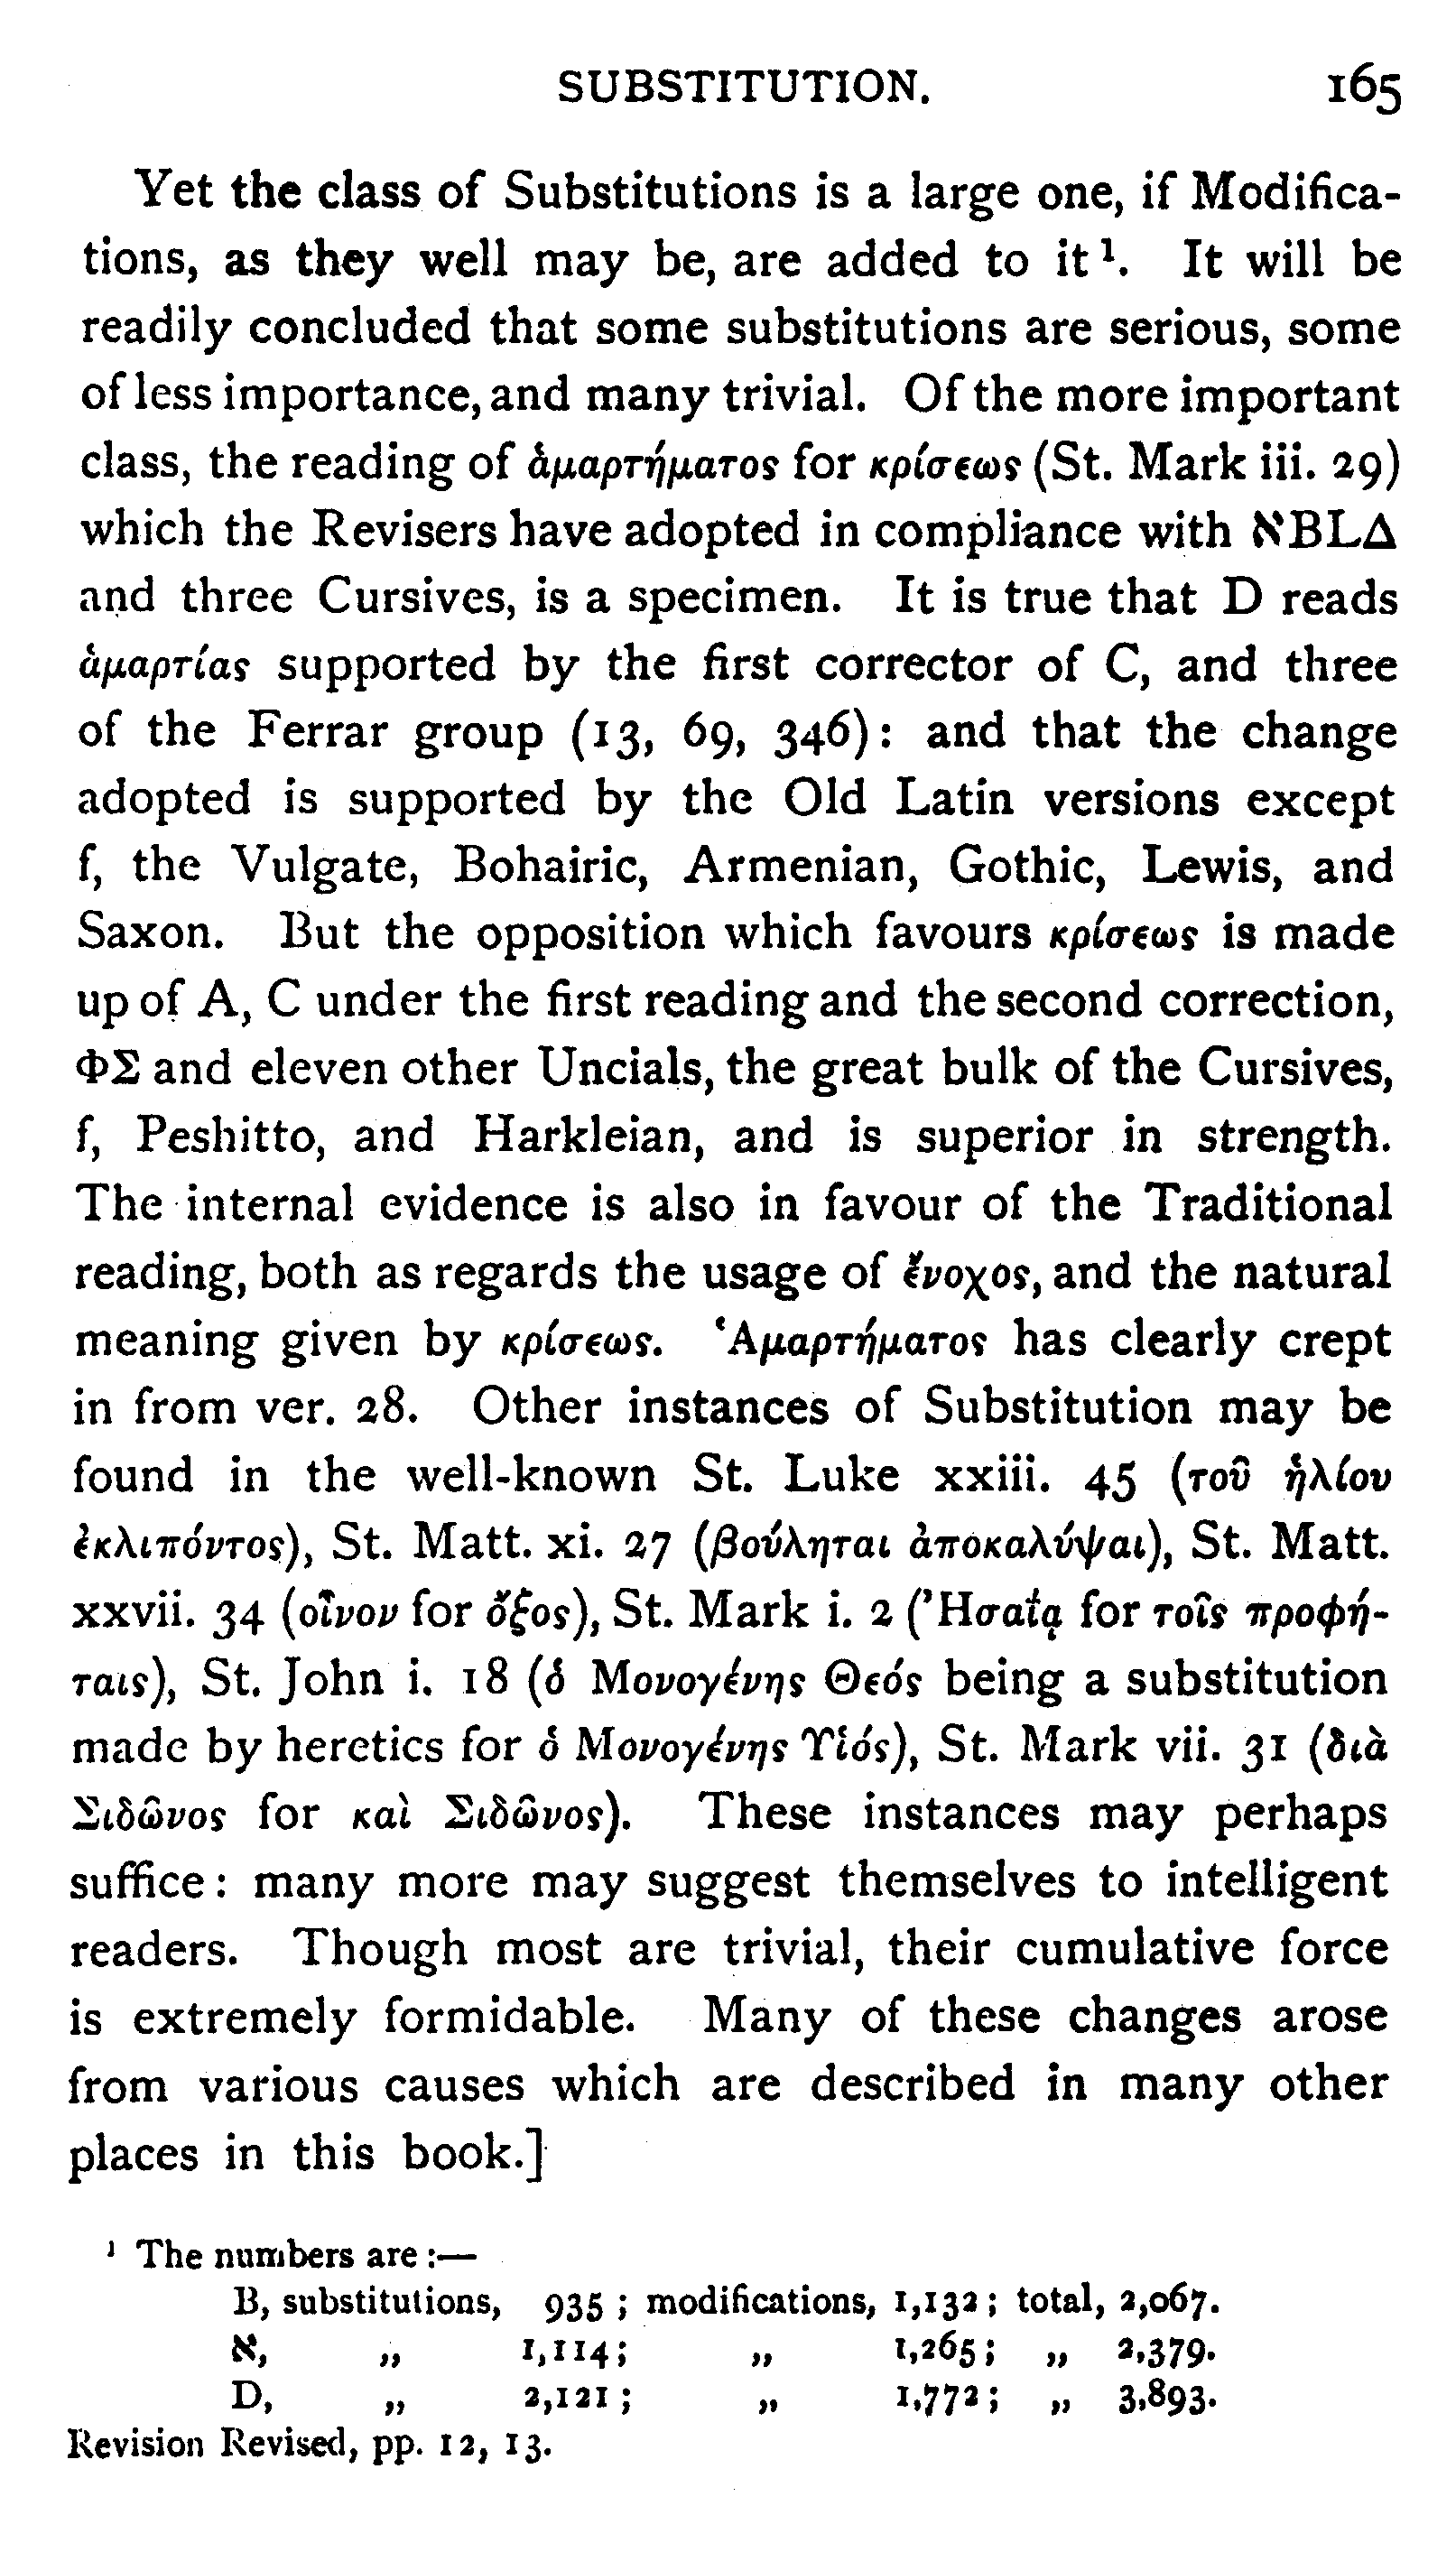 SUBSTITUTION. 165
Yet the class of Substitutions is a large one, if Modifica-
tions, as they well may be, are added to it ¹. It will be
readily concluded that some substitutions are serious, some
of less importance, and many trivial. Of the more important
class, the reading of ἁμαρτήματος for κρίσεως (St. Mark iii. 29)
which the Revisers have adopted in compliance with אBLΔ
and three Cursives, is a specimen. It is true that D reads
ἁμαρτίας supported by the first corrector of C, and three
of the Ferrar group (13, 69, 346): and that the change
adopted is supported by the Old Latin versions except
f, the Vulgate, Bohairic, Armenian, Gothic, Lewis, and
Saxon. But the opposition which favours κρίσεως is made
up of A, C under the first reading and the second correction,
ΦΣ and eleven other Uncials, the great bulk of the Cursives,
f, Peshitto, and Harkleian, and is superior in strength.
The internal evidence is also in favour of the Traditional
reading, both as regards the usage of ἔνοχος, and the natural
meaning given by κρίσεως. Ἁμαρτήματος has clearly crept
in from ver. 28. Other instances of Substitution may be
found in the well-known St. Luke xxiii. 45 (τοῦ ἡλίου
ἐκλιπόντος), St. Matt. xi. 27 (βούληται ἀποκαλύψαι), St. Matt.
xxvii. 34 (οἶνον for ὄξος), St. Mark i. 2 (Ἠσαΐᾳ for τοῖς προφή-
ταις), St. John i. 18 (ὁ Μονογένης Θεός being a substitution
made by heretics for ὁ Μονογένης Υἱός), St. Mark vii. 31 (διὰ
Σιδῶνος for καὶ Σιδῶνος). These instances may perhaps
suffice: many more may suggest themselves to intelligent
readers. Though most are trivial, their cumulative force
is extremely formidable. Many of these changes arose
from various causes which are described in many other
places in this book.]
¹ The numbers are:—
B, substitutions, 935; modifications, 1,132; total, 2,067.
א, „ 1,114; „ 1,265; „ 2,379.
D, „ 2,121; „ 1,772; „ 3,893.
Revision Revised, pp. 12, 13.